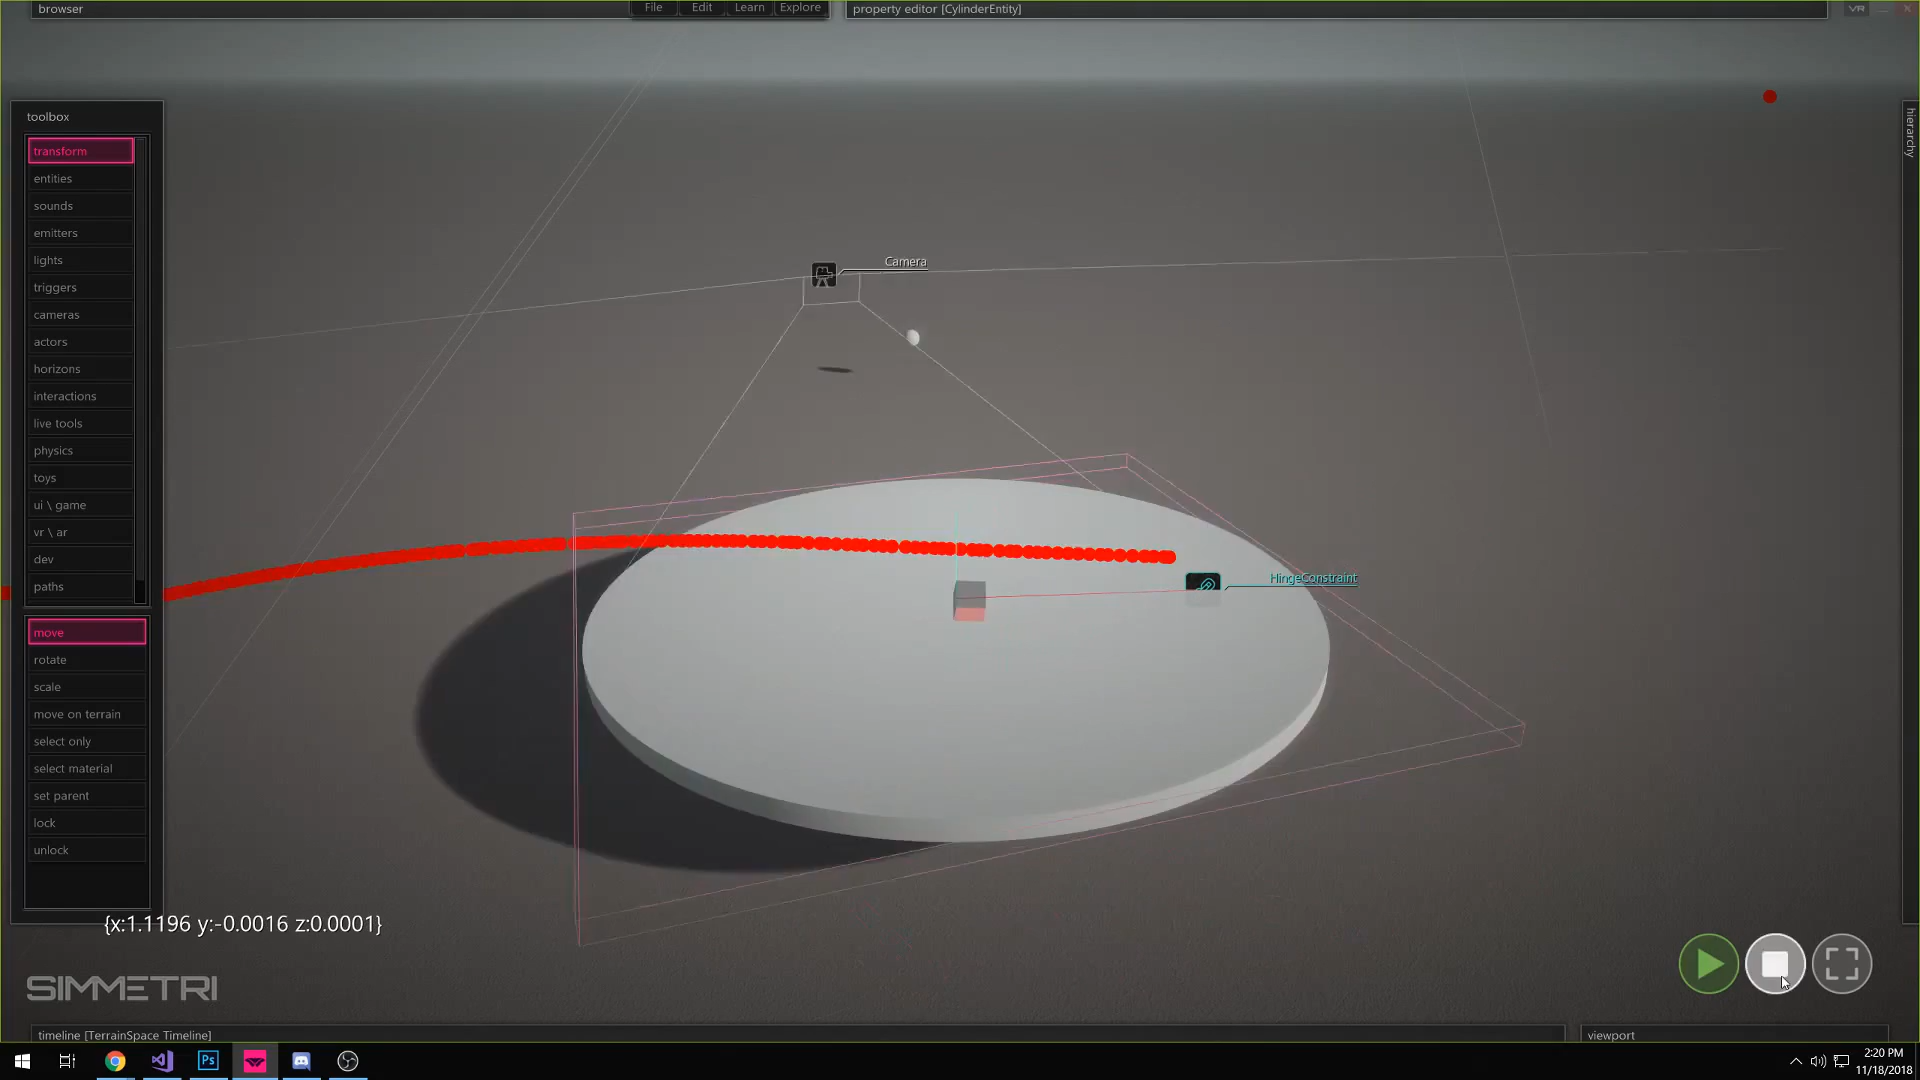 browser
File Edit Learn Explore
property editor [CylinderEntity]
VR
toolbox
transform
entities
sounds
emitters
lights
triggers
cameras
actors
horizons
interactions
live tools
physics
toys
ui \ game
vr \ ar
dev
paths
move
rotate
scale
move on terrain
select only
select material
set parent
lock
unlock
Camera
HingeConstraint
hierarchy
{x:1.1196 y:-0.0016 z:0.0001}
SIMMETRI
timeline [TerrainSpace Timeline]
viewport
Ps
2:20 PM
11/18/2018